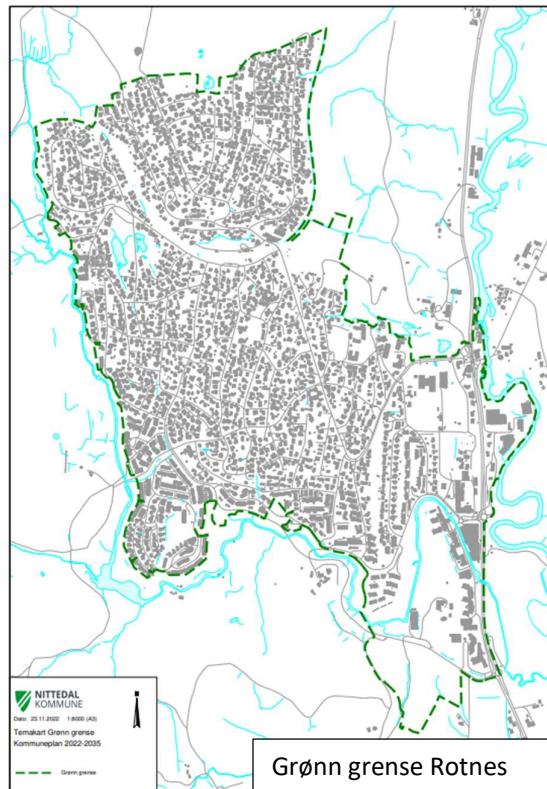 NITTEDAL
KOMMUNE
Dato: 23.11.2022 1:8000 (A3)
Temakart Grønn grense
Kommuneplan 2022-2035
Grønn grense
Grønn grense Rotnes